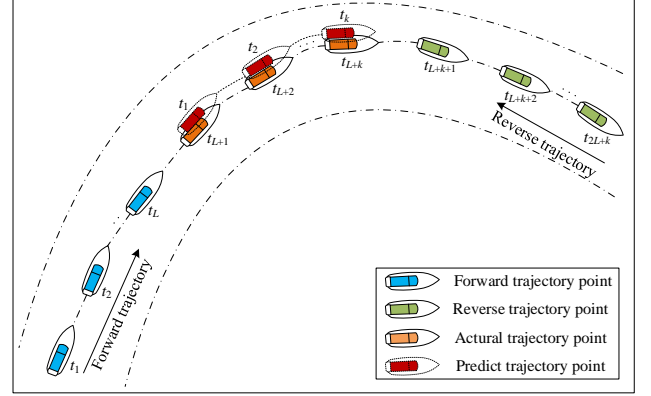 t_k
t_2
t_1
t_{L+k}
t_{L+k+1}
t_{L+2}
t_{L+k+2}
t_{L+1}
t_{2L+k}
Reverse trajectory
t_L
t_2
Forward trajectory
t_1
Forward trajectory point
Reverse trajectory point
Actural trajectory point
Predict trajectory point